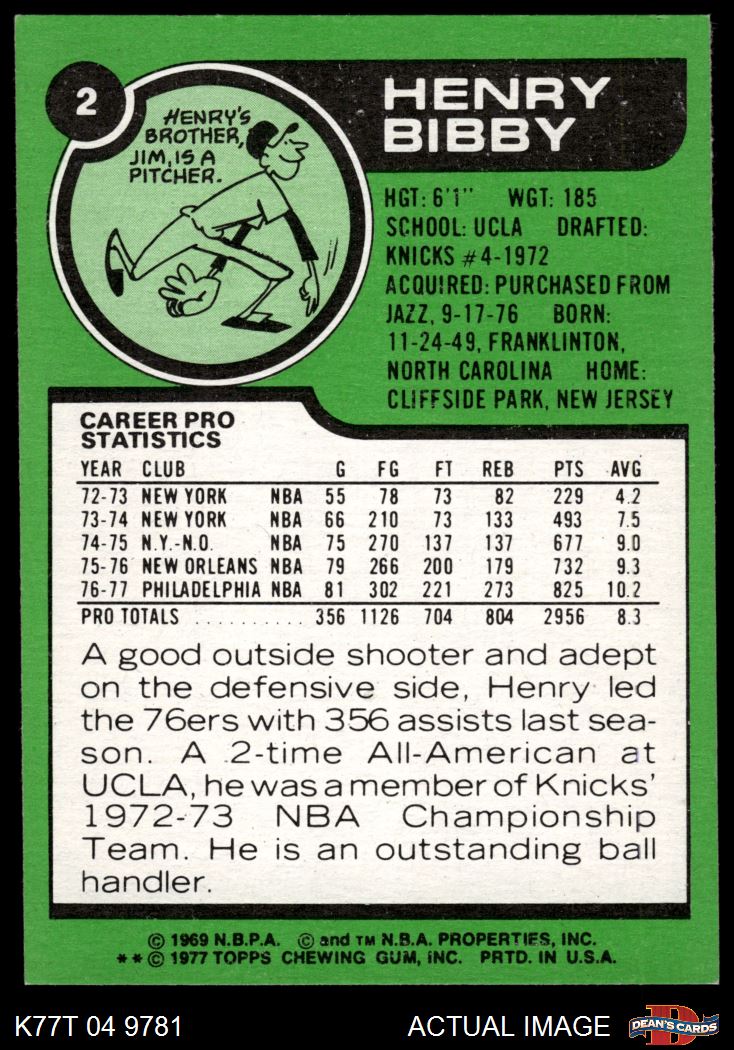 2
HENRY'S
BROTHER,
JIM, IS A
PITCHER.
HENRY
BIBBY
HGT: 6'1" WGT: 185
SCHOOL: UCLA DRAFTED:
KNICKS #4-1972
ACQUIRED: PURCHASED FROM
JAZZ, 9-17-76 BORN:
11-24-49, FRANKLINTON,
NORTH CAROLINA HOME:
CLIFFSIDE PARK, NEW JERSEY
CAREER PRO
STATISTICS
YEAR CLUB G FG FT REB PTS AVG
72-73 NEW YORK NBA 55 78 73 82 229 4.2
73-74 NEW YORK NBA 66 210 73 133 493 7.5
74-75 N.Y.-N.O. NBA 75 270 137 137 677 9.0
75-76 NEW ORLEANS NBA 79 266 200 179 732 9.3
76-77 PHILADELPHIA NBA 81 302 221 273 825 10.2
PRO TOTALS .......... 356 1126 704 804 2956 8.3
A good outside shooter and adept
on the defensive side, Henry led
the 76ers with 356 assists last sea-
son. A 2-time All-American at
UCLA, he was a member of Knicks'
1972-73 NBA Championship
Team. He is an outstanding ball
handler.
© 1969 N.B.P.A. © and TM N.B.A. PROPERTIES, INC.
**© 1977 TOPPS CHEWING GUM, INC. PRTD. IN U.S.A.
K77T 04 9781 ACTUAL IMAGE
DEAN'S CARDS